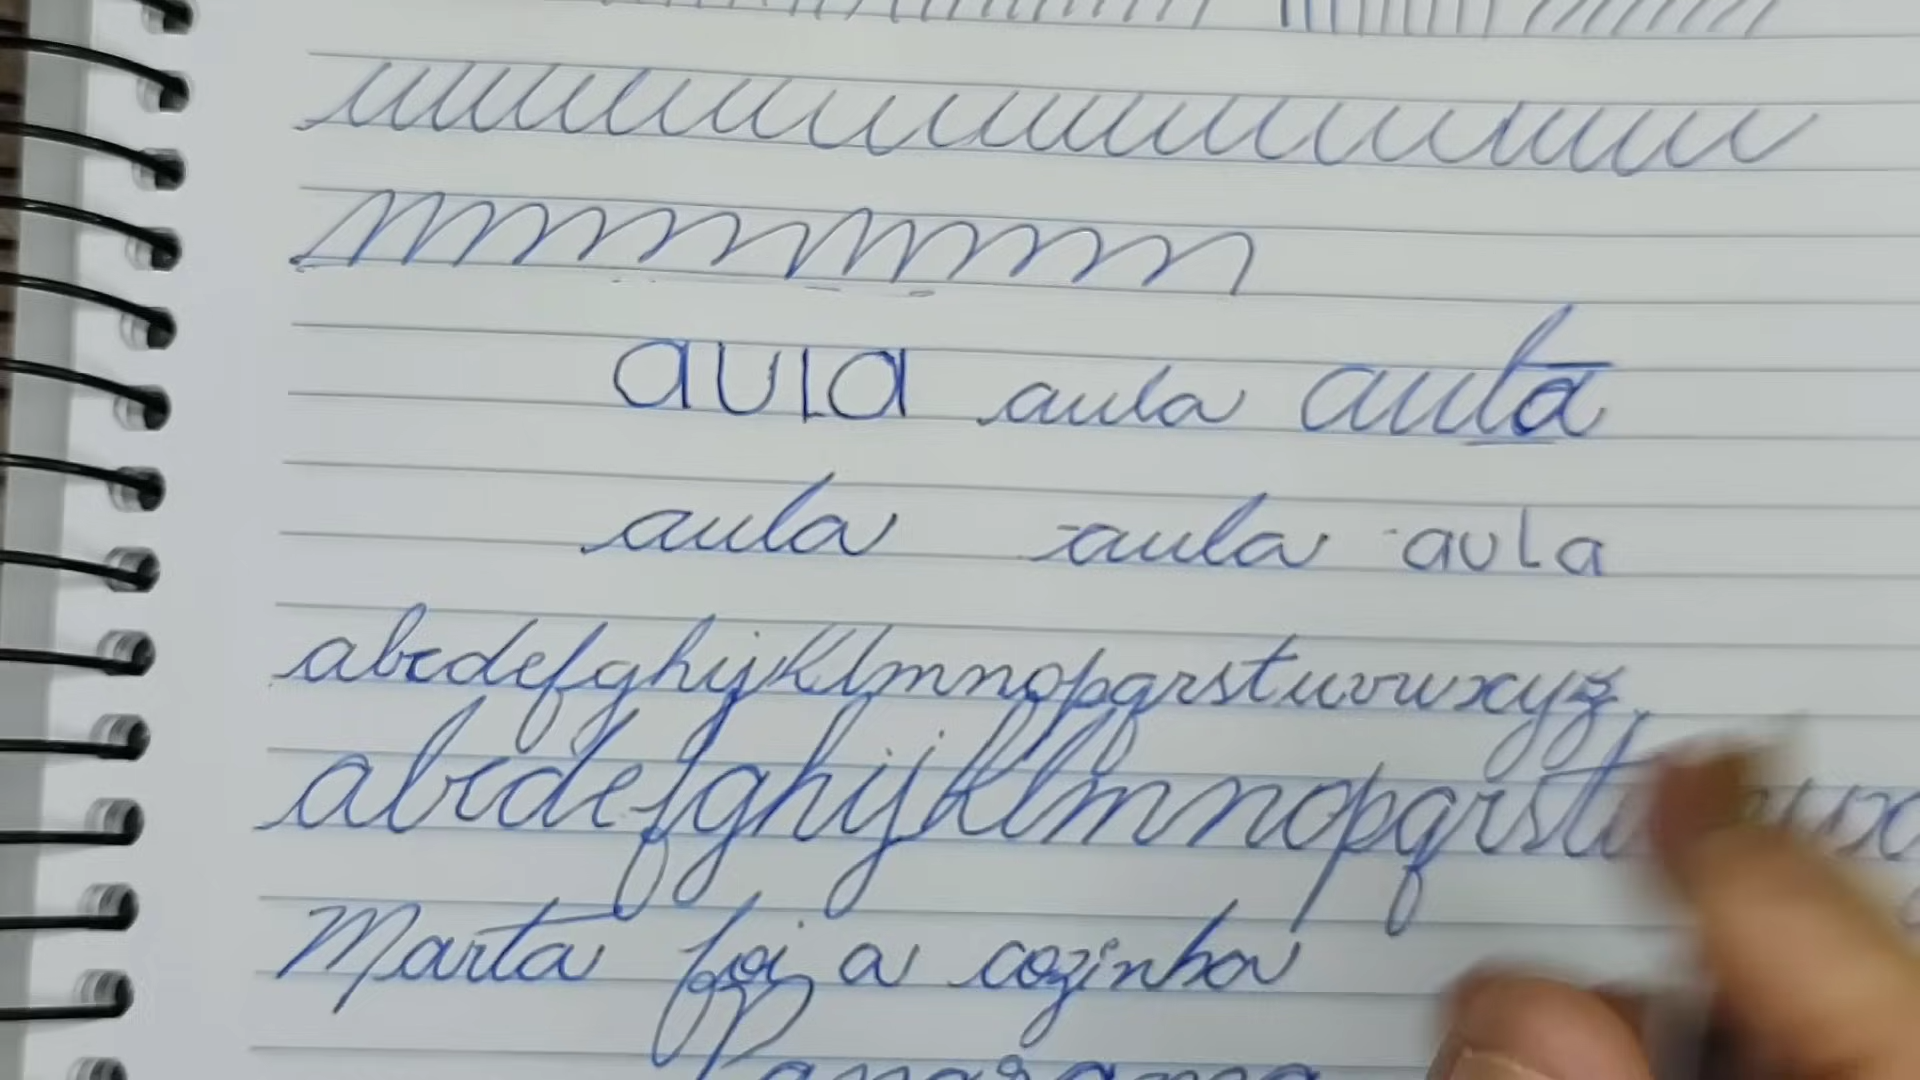 aula aula aula
aula aula aula
abcdefghijklmnopqrstuvwxyz
abcdefghijklmnopqrst
Marta foi a cozinha